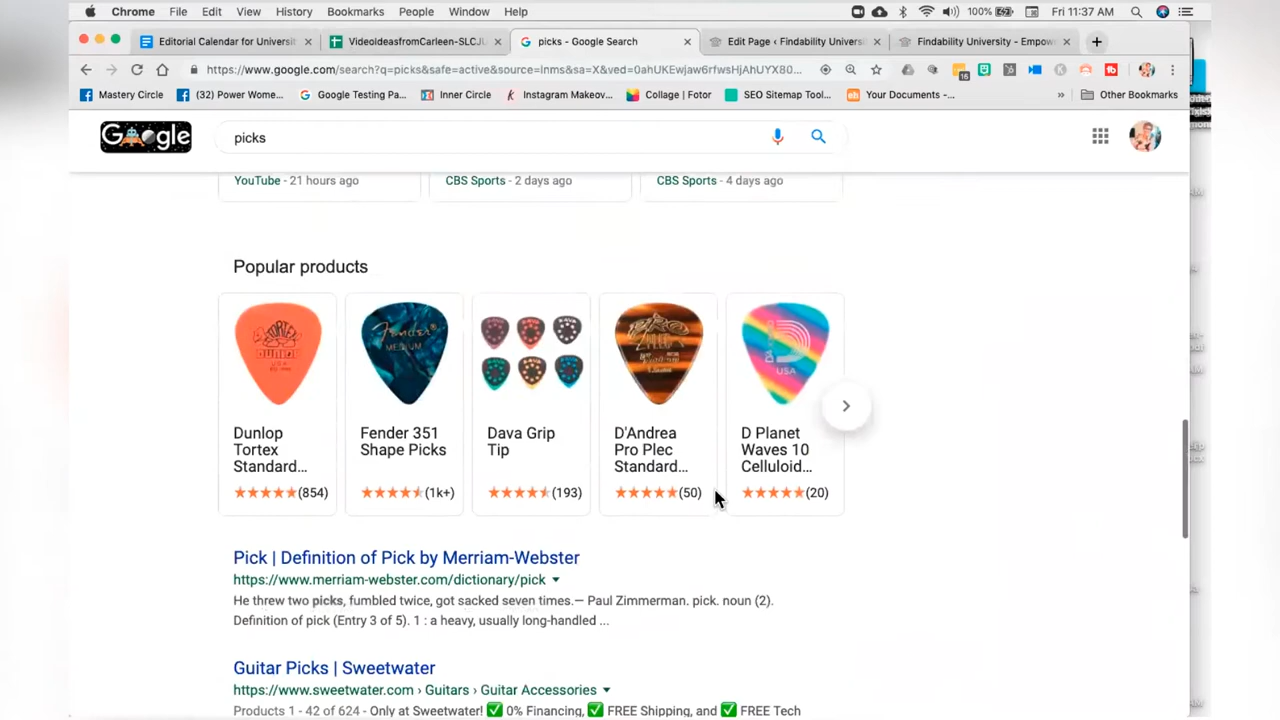 Chrome File Edit View History Bookmarks People Window Help 100% Fri 11:37 AM
Editorial Calendar for Universit VideoIdeasfromCarleen-SLCJU picks - Google Search Edit Page ‹ Findability Universi Findability University - Empow
https://www.google.com/search?q=picks&safe=active&source=lnms&sa=X&ved=0ahUKEwjaw6rfwsHjAhUYX80... 16
Mastery Circle (32) Power Wome... Google Testing Pa... Inner Circle Instagram Makeov... Collage | Fotor SEO Sitemap Tool... Your Documents -... » Other Bookmarks
Google picks
YouTube - 21 hours ago CBS Sports - 2 days ago CBS Sports - 4 days ago
Popular products
Fender
MEDIUM
USA
Dunlop Tortex Standard... Fender 351 Shape Picks Dava Grip Tip D'Andrea Pro Plec Standard... D Planet Waves 10 Celluloid...
(854) (1k+) (193) (50) (20)
Pick | Definition of Pick by Merriam-Webster
https://www.merriam-webster.com/dictionary/pick
He threw two picks, fumbled twice, got sacked seven times.— Paul Zimmerman. pick. noun (2).
Definition of pick (Entry 3 of 5). 1 : a heavy, usually long-handled ...
Guitar Picks | Sweetwater
https://www.sweetwater.com › Guitars › Guitar Accessories
Products 1 - 42 of 624 - Only at Sweetwater! ✅ 0% Financing, ✅ FREE Shipping, and ✅ FREE Tech